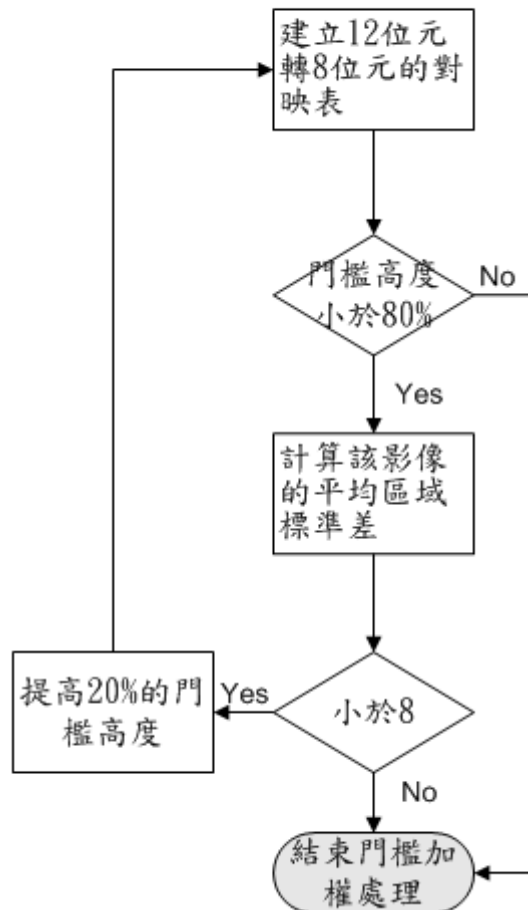 建立12位元
轉8位元的對
映表
門檻高度
小於80%
No
Yes
計算該影像
的平均區域
標準差
提高20%的門
檻高度
Yes
小於8
No
結束門檻加
權處理